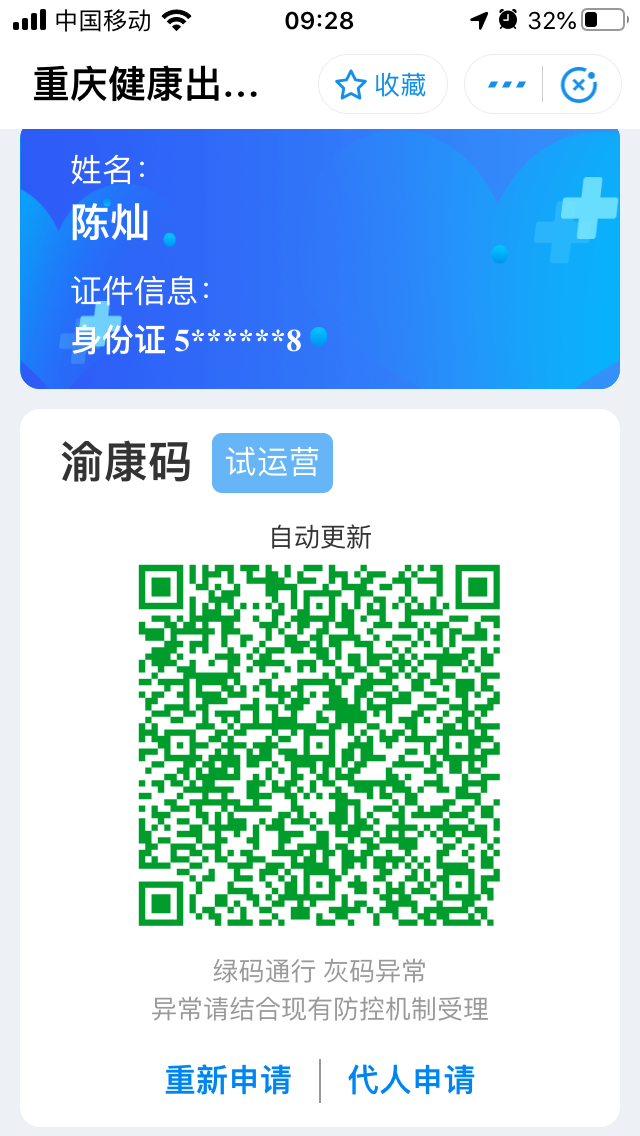 中国移动 09:28 32%
重庆健康出... 收藏
姓名：
陈灿
证件信息：
身份证 5******8
渝康码 试运营
自动更新
绿码通行 灰码异常
异常请结合现有防控机制受理
重新申请 代人申请